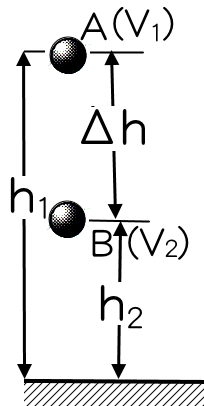 A(V₁)
Δh
h₁
B (V₂)
h₂